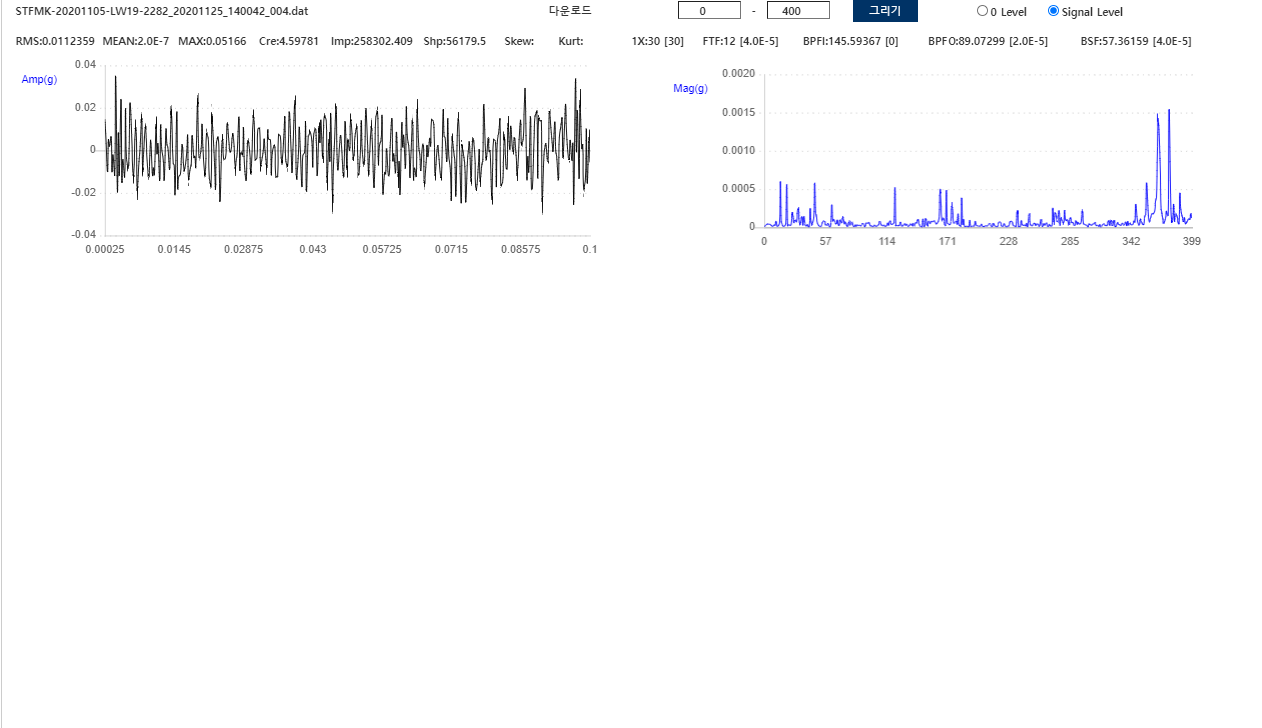 STFMK-20201105-LW19-2282_20201125_140042_004.dat 다운로드 0 - 400 그리기 0 Level Signal Level
RMS:0.0112359 MEAN:2.0E-7 MAX:0.05166 Cre:4.59781 Imp:258302.409 Shp:56179.5 Skew: Kurt: 1X:30 [30] FTF:12 [4.0E-5] BPFI:145.59367 [0] BPFO:89.07299 [2.0E-5] BSF:57.36159 [4.0E-5]
Amp(g)
0.04
0.02
0
-0.02
-0.04
0.00025 0.0145 0.02875 0.043 0.05725 0.0715 0.08575 0.1
Mag(g)
0.0020
0.0015
0.0010
0.0005
0
0 57 114 171 228 285 342 399